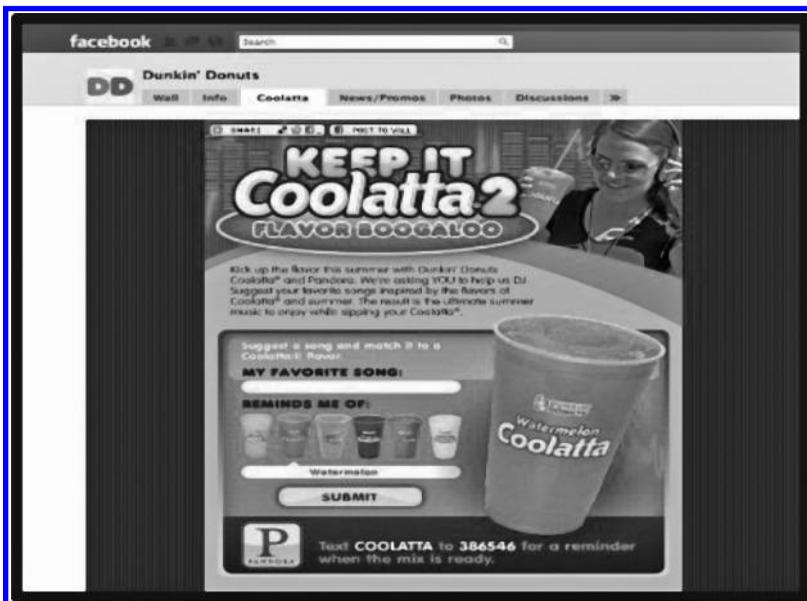 facebook
Search
Dunkin' Donuts
DD
Wall Info Coolatta News/Promos Photos Discussions »
SHARE POST TO WALL
KEEP IT
Coolatta 2
FLAVOR BOOGALOO
Kick up the flavor this summer with Dunkin' Donuts
Coolatta® and Pandora. We're asking YOU to help us DJ.
Suggest your favorite songs inspired by the flavors of
Coolatta® and summer. The result is the ultimate summer
music to enjoy while sipping your Coolatta®.
Suggest a song and match it to a
Coolatta® flavor.
MY FAVORITE SONG:
REMINDS ME OF:
Watermelon
SUBMIT
Watermelon
Coolatta
P
PANDORA
Text COOLATTA to 386546 for a reminder
when the mix is ready.